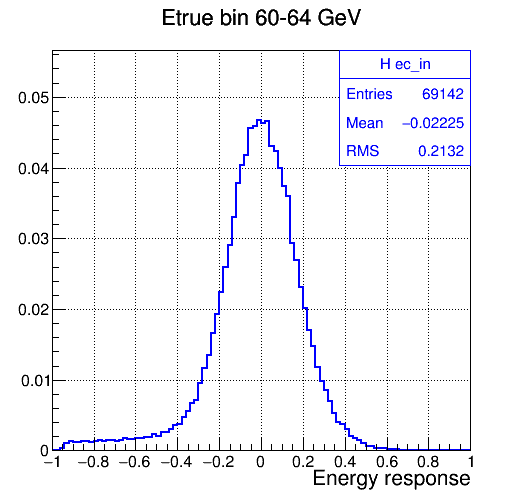 Etrue bin 60-64 GeV
H ec_in
Entries 69142
Mean −0.02225
RMS 0.2132
0.05
0.04
0.03
0.02
0.01
0
−1 −0.8 −0.6 −0.4 −0.2 0 0.2 0.4 0.6 0.8 1
Energy response